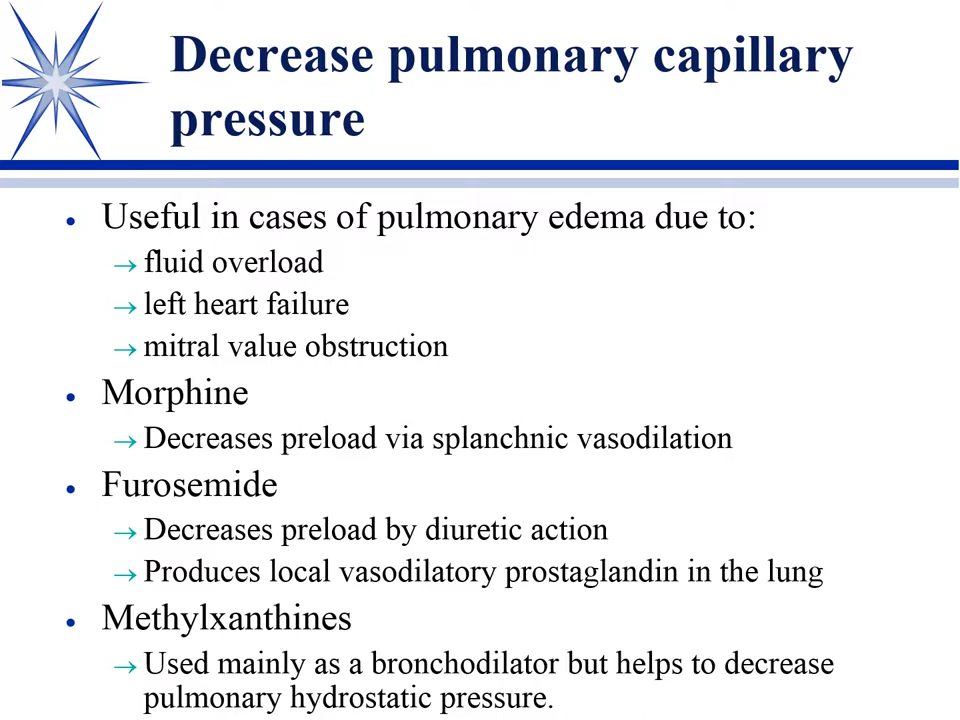 Decrease pulmonary capillary
pressure
• Useful in cases of pulmonary edema due to:
→ fluid overload
→ left heart failure
→ mitral value obstruction
• Morphine
→ Decreases preload via splanchnic vasodilation
• Furosemide
→ Decreases preload by diuretic action
→ Produces local vasodilatory prostaglandin in the lung
• Methylxanthines
→ Used mainly as a bronchodilator but helps to decrease
pulmonary hydrostatic pressure.